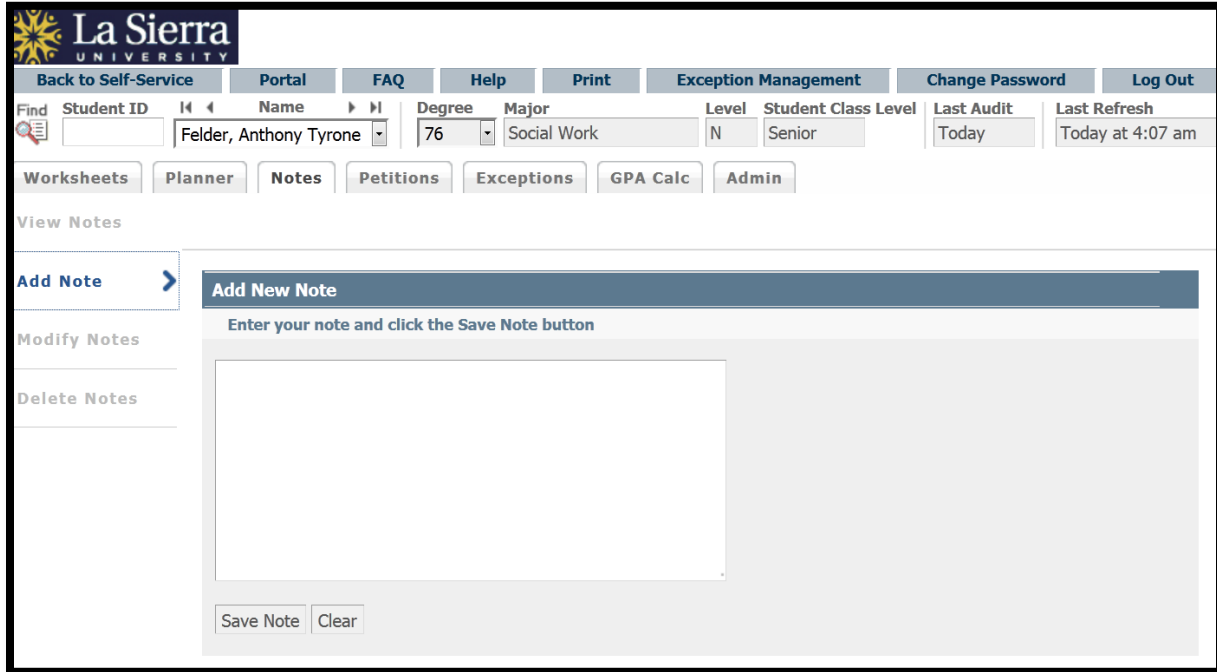 La Sierra
UNIVERSITY
Back to Self-Service Portal FAQ Help Print Exception Management Change Password Log Out
Find Student ID Name Degree Major Level Student Class Level Last Audit Last Refresh
Felder, Anthony Tyrone 76 Social Work N Senior Today Today at 4:07 am
Worksheets Planner Notes Petitions Exceptions GPA Calc Admin
View Notes
Add Note
Add New Note
Enter your note and click the Save Note button
Modify Notes
Delete Notes
Save Note Clear